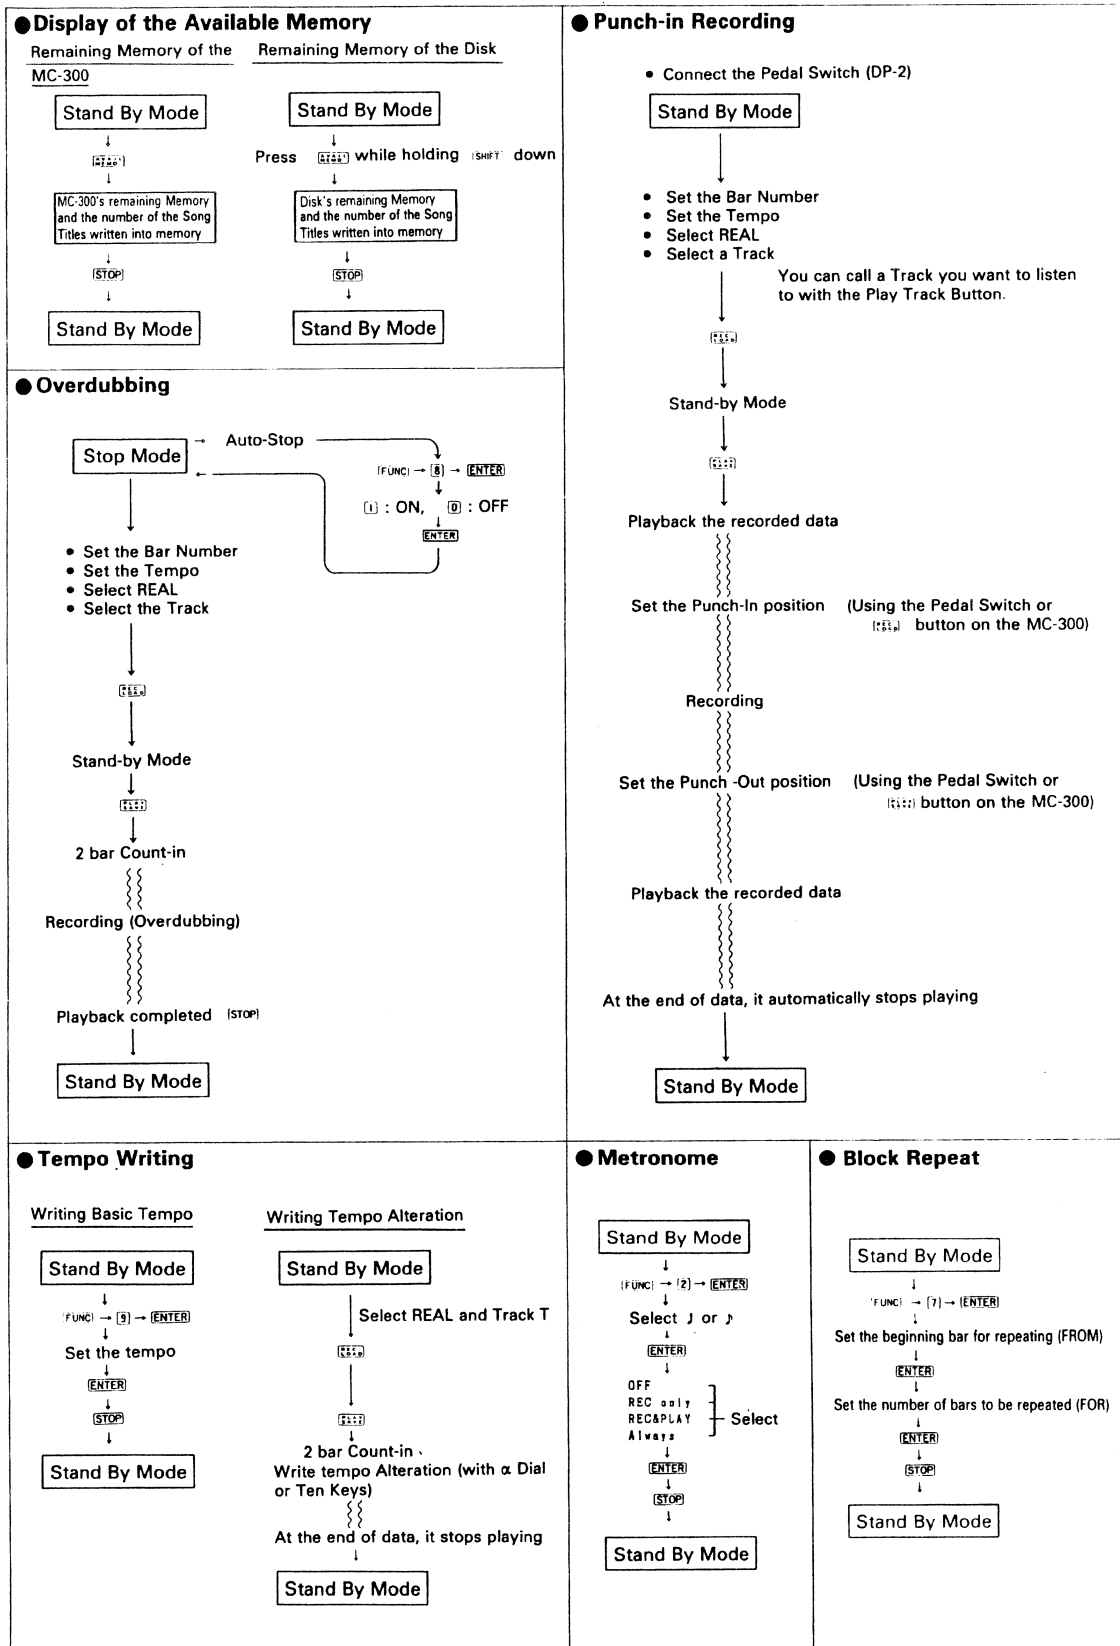 ● Display of the Available Memory
Remaining Memory of the
MC-300
Stand By Mode
↓
↓
MC-300's remaining Memory
and the number of the Song
Titles written into memory
↓
STOP
↓
Stand By Mode
Remaining Memory of the Disk
Stand By Mode
↓
Press while holding SHIFT down
↓
Disk's remaining Memory
and the number of the Song
Titles written into memory
↓
STOP
↓
Stand By Mode
● Overdubbing
Stop Mode → Auto-Stop
FUNC → 8 → ENTER
↓
1 : ON, 0 : OFF
↓
ENTER
• Set the Bar Number
• Set the Tempo
• Select REAL
• Select the Track
REC
LOAD
Stand-by Mode
PLAY
SAVE
2 bar Count-in
Recording (Overdubbing)
Playback completed STOP
Stand By Mode
● Punch-in Recording
• Connect the Pedal Switch (DP-2)
Stand By Mode
• Set the Bar Number
• Set the Tempo
• Select REAL
• Select a Track
You can call a Track you want to listen
to with the Play Track Button.
REC
LOAD
Stand-by Mode
PLAY
SAVE
Playback the recorded data
Set the Punch-In position (Using the Pedal Switch or
REC LOAD button on the MC-300)
Recording
Set the Punch -Out position (Using the Pedal Switch or
button on the MC-300)
Playback the recorded data
At the end of data, it automatically stops playing
Stand By Mode
● Tempo Writing
Writing Basic Tempo
Stand By Mode
↓
FUNC → 9 → ENTER
↓
Set the tempo
↓
ENTER
↓
STOP
↓
Stand By Mode
Writing Tempo Alteration
Stand By Mode
Select REAL and Track T
REC
LOAD
PLAY
SAVE
2 bar Count-in
Write tempo Alteration (with α Dial
or Ten Keys)
At the end of data, it stops playing
↓
Stand By Mode
● Metronome
Stand By Mode
↓
FUNC → 2 → ENTER
↓
Select ♩ or ♪
↓
ENTER
↓
OFF
REC only
REC&PLAY Select
Always
↓
ENTER
↓
STOP
↓
Stand By Mode
● Block Repeat
Stand By Mode
↓
FUNC → 7 → ENTER
↓
Set the beginning bar for repeating (FROM)
↓
ENTER
↓
Set the number of bars to be repeated (FOR)
↓
ENTER
↓
STOP
↓
Stand By Mode